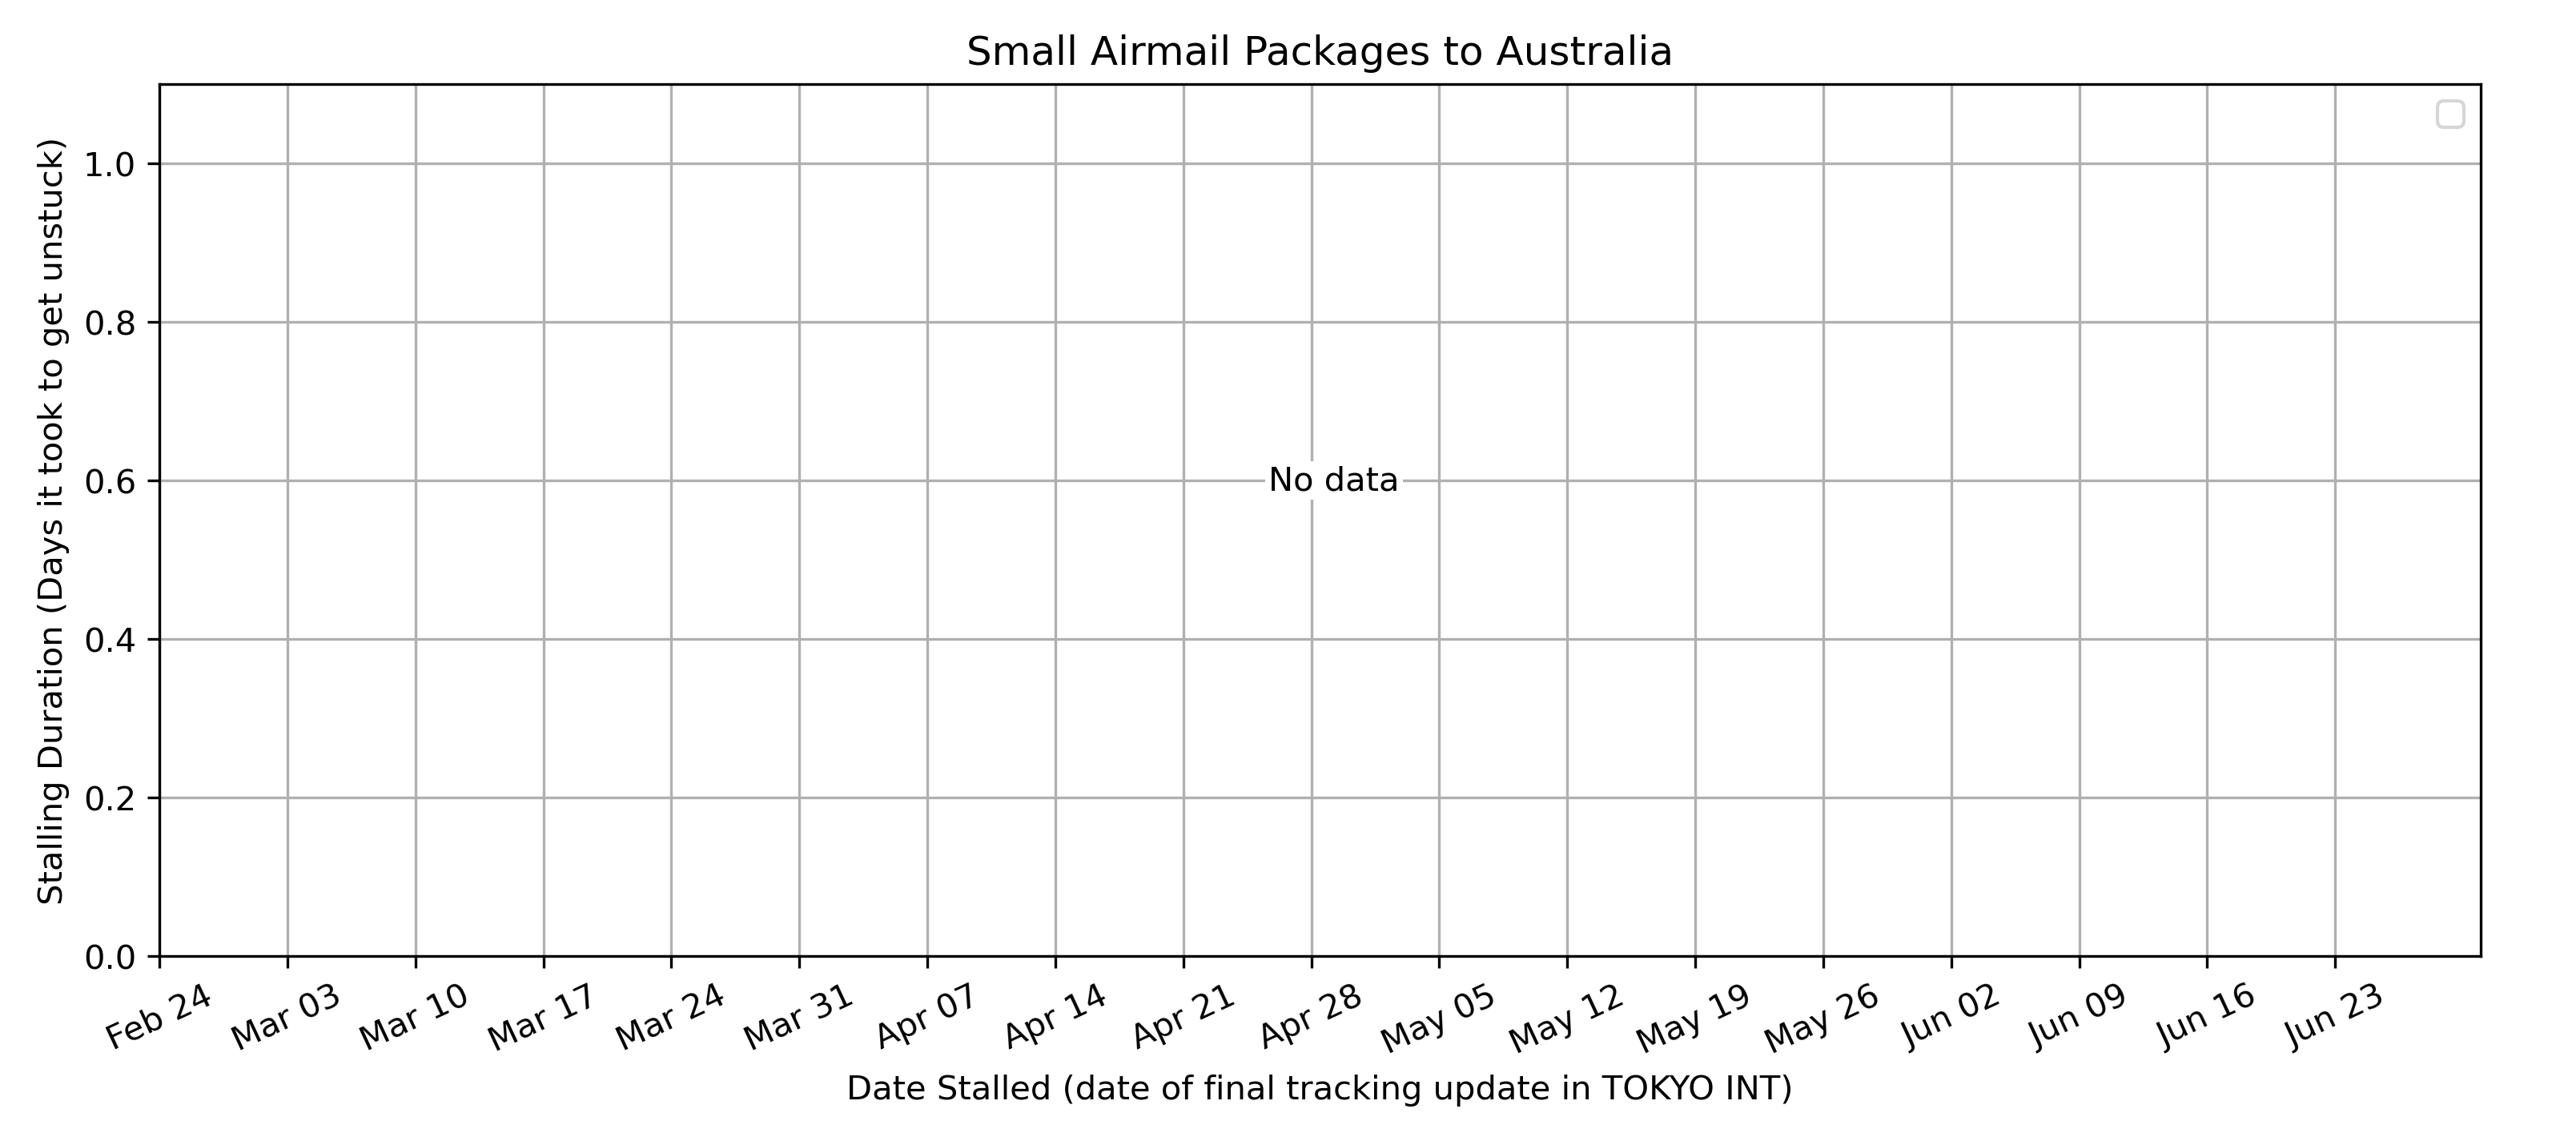 Small Airmail Packages to Australia
Stalling Duration (Days it took to get unstuck)
1.0
0.8
0.6
0.4
0.2
0.0
No data
Feb 24
Mar 03
Mar 10
Mar 17
Mar 24
Mar 31
Apr 07
Apr 14
Apr 21
Apr 28
May 05
May 12
May 19
May 26
Jun 02
Jun 09
Jun 16
Jun 23
Date Stalled (date of final tracking update in TOKYO INT)